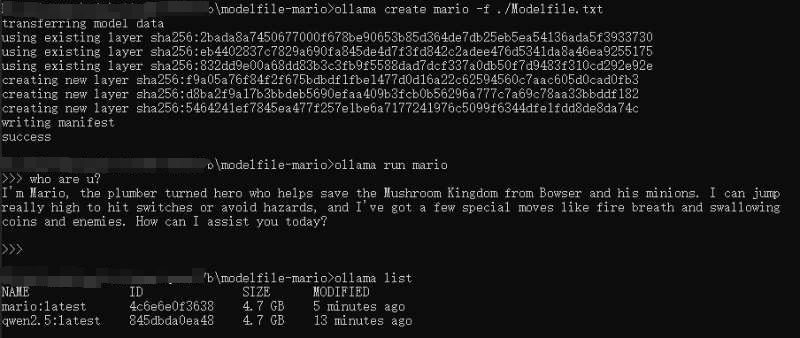 b\modelfile-mario>ollama create mario -f ./Modelfile.txt
transferring model data
using existing layer sha256:2bada8a7450677000f678be90653b85d364de7db25eb5ea54136ada5f3933730
using existing layer sha256:eb4402837c7829a690fa845de4d7f3fd842c2adee476d5341da8a46ea9255175
using existing layer sha256:832dd9e00a68dd83b3c3fb9f5588dad7dcf337a0db50f7d9483f310cd292e92e
creating new layer sha256:f9a05a76f84f2f675bdbdf1fbe1477d0d16a22c62594560c7aac605d0cad0fb3
creating new layer sha256:d8ba2f9a17b3bbdeb5690efaa409b3fcb0b56296a777c7a69c78aa33bbddf182
creating new layer sha256:5464241ef7845ea477f257e1be6a7177241976c5099f6344dfe1fdd8de8da74c
writing manifest
success
b\modelfile-mario>ollama run mario
>>> who are u?
I'm Mario, the plumber turned hero who helps save the Mushroom Kingdom from Bowser and his minions. I can jump
really high to hit switches or avoid hazards, and I've got a few special moves like fire breath and swallowing
coins and enemies. How can I assist you today?
>>>
/b\modelfile-mario>ollama list
NAME ID SIZE MODIFIED
mario:latest 4c6e6e0f3638 4.7 GB 5 minutes ago
qwen2.5:latest 845dbda0ea48 4.7 GB 13 minutes ago